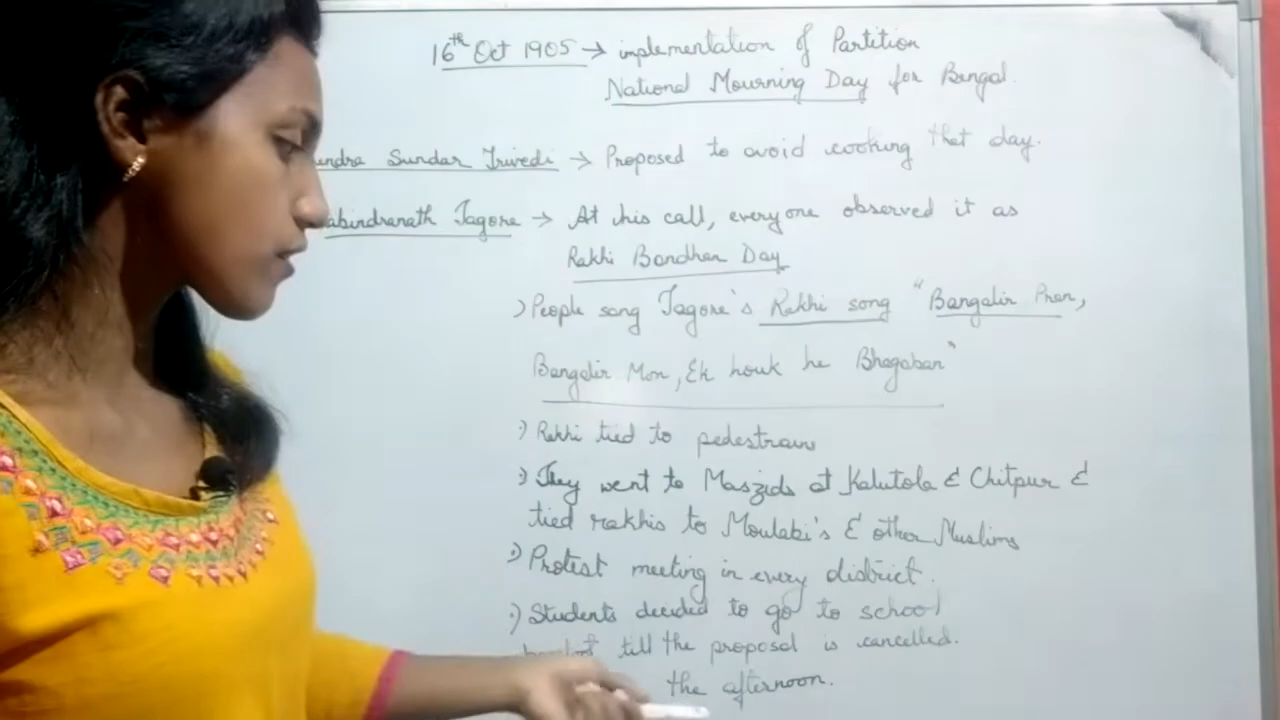 16th Oct 1905 → implementation of Partition
National Mourning Day for Bengal.
undra Sundar Trivedi → Proposed to avoid cooking that day.
abindranath Tagore → At his call, everyone observed it as
Rakhi Bandhan Day
People sang Tagore's Rakhi song "Bangalir Pran,
Bangalir Mon, Ek houk he Bhagaban"
Rakhi tied to pedestrians
They went to Maszids at Kalutola & Chitpur &
tied rakhis to Moulabi's & other Muslims
Protest meeting in every district.
Students decided to go to school
till the proposal is cancelled.
the afternoon.